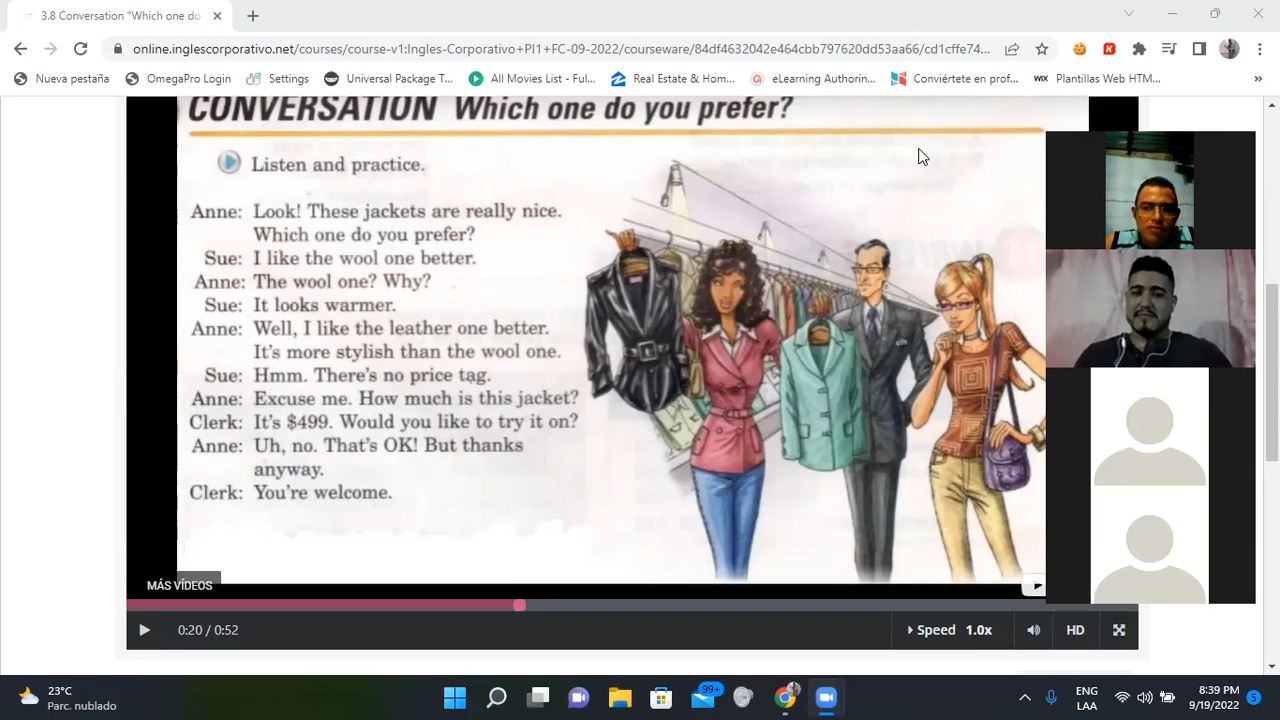 3.8 Conversation "Which one do
online.inglescorporativo.net/courses/course-v1:Ingles-Corporativo+PI1+FC-09-2022/courseware/84df4632042e464cbb797620dd53aa66/cd1cffe74...
Nueva pestaña
OmegaPro Login
Settings
Universal Package T...
All Movies List - Ful...
Real Estate & Hom...
eLearning Authorin...
Conviértete en prof...
WIX Plantillas Web HTM...
»
CONVERSATION Which one do you prefer?
Listen and practice.
Anne: Look! These jackets are really nice.
Which one do you prefer?
Sue: I like the wool one better.
Anne: The wool one? Why?
Sue: It looks warmer.
Anne: Well, I like the leather one better.
It's more stylish than the wool one.
Sue: Hmm. There's no price tag.
Anne: Excuse me. How much is this jacket?
Clerk: It's $499. Would you like to try it on?
Anne: Uh, no. That's OK! But thanks
anyway.
Clerk: You're welcome.
MÁS VÍDEOS
0:20 / 0:52
Speed 1.0x
HD
23°C
Parc. nublado
99+
ENG
LAA
8:39 PM
9/19/2022
5